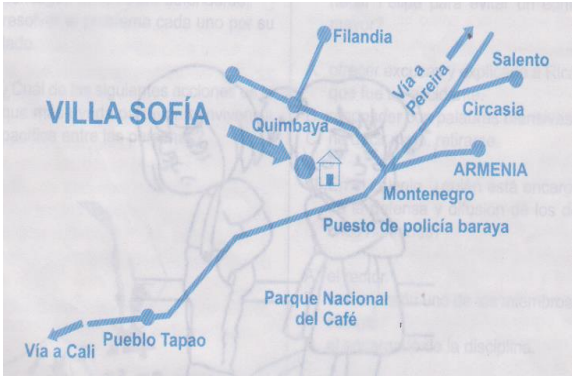 Filandia
Vía a
Pereira
Salento
Circasia
VILLA SOFÍA
Quimbaya
ARMENIA
Montenegro
Puesto de policía baraya
Parque Nacional
del Café
Pueblo Tapao
Vía a Cali